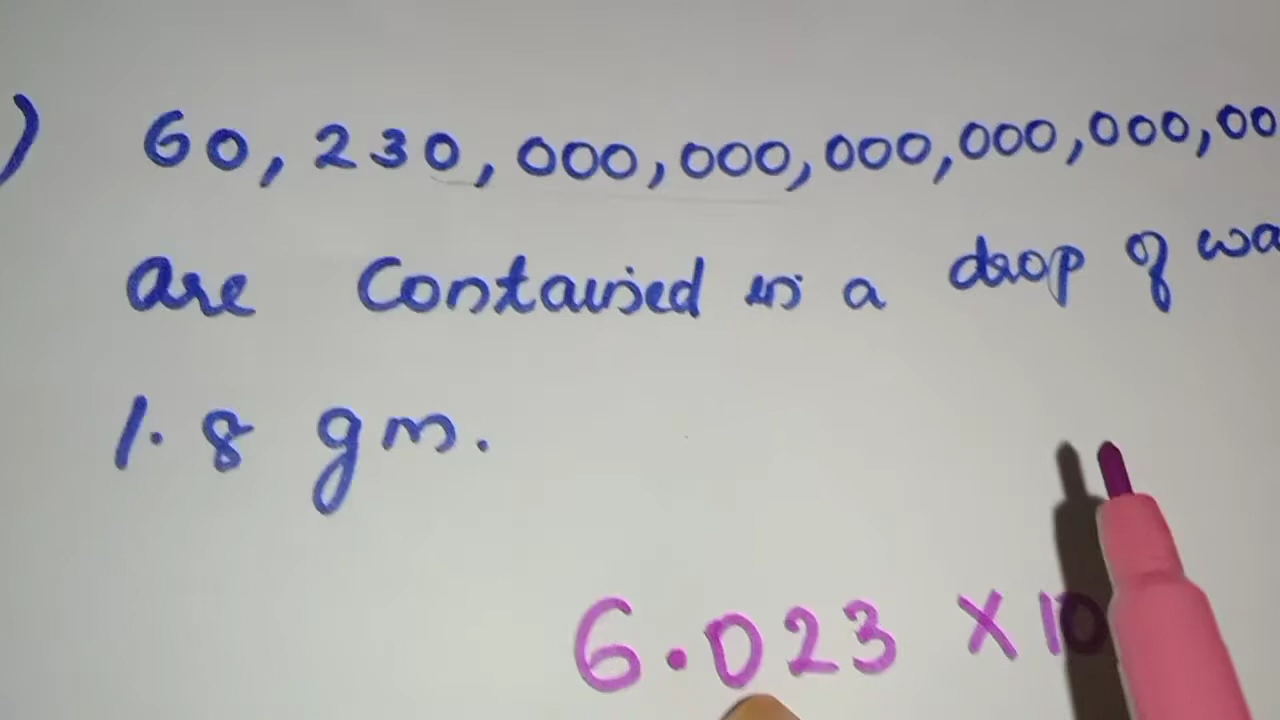 ) 60,230,000,000,000,000,000,00
are contained in a drop of wa
1.8 gm.
6.023 X 10